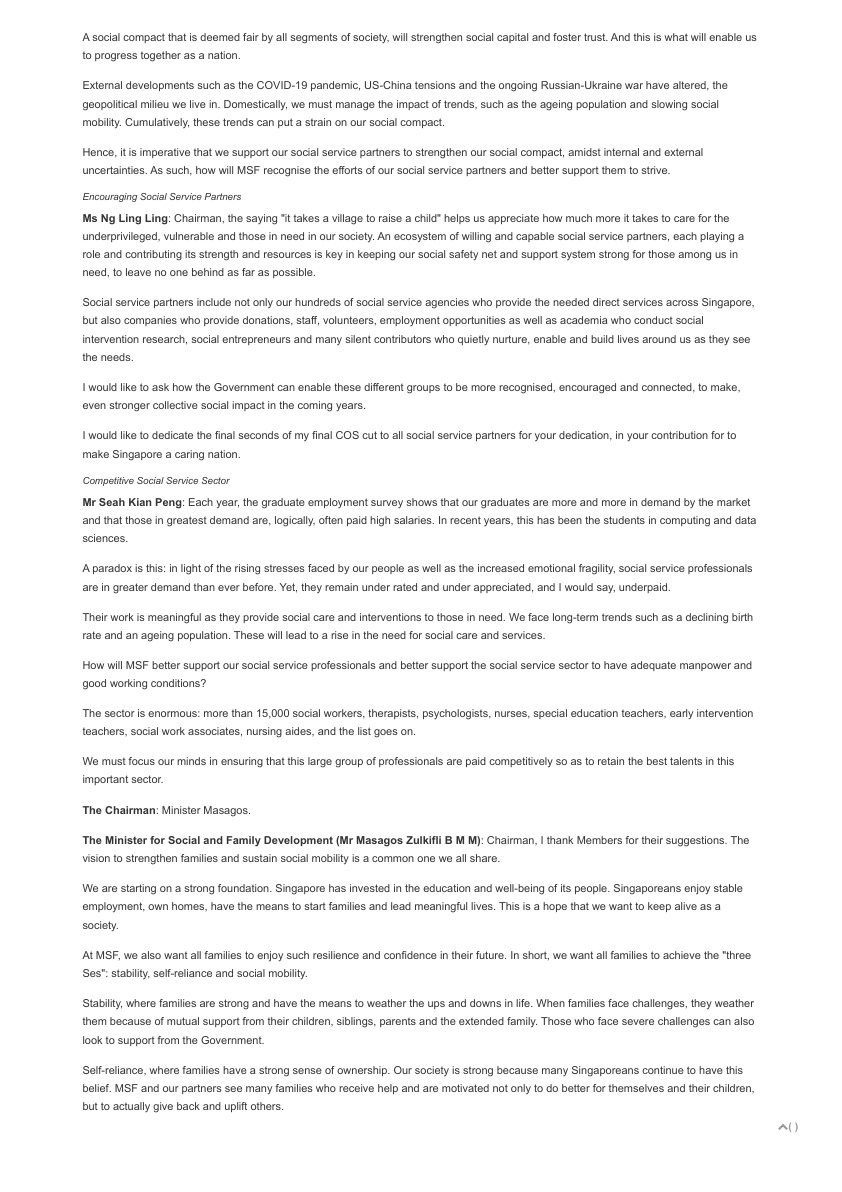 A social compact that is deemed fair by all segments of society, will strengthen social capital and foster trust. And this is what will enable us
to progress together as a nation.
External developments such as the COVID-19 pandemic, US-China tensions and the ongoing Russian-Ukraine war have altered, the
geopolitical milieu we live in. Domestically, we must manage the impact of trends, such as the ageing population and slowing social
mobility. Cumulatively, these trends can put a strain on our social compact.
Hence, it is imperative that we support our social service partners to strengthen our social compact, amidst internal and external
uncertainties. As such, how will MSF recognise the efforts of our social service partners and better support them to strive.
Encouraging Social Service Partners
Ms Ng Ling Ling: Chairman, the saying "it takes a village to raise a child" helps us appreciate how much more it takes to care for the
underprivileged, vulnerable and those in need in our society. An ecosystem of willing and capable social service partners, each playing a
role and contributing its strength and resources is key in keeping our social safety net and support system strong for those among us in
need, to leave no one behind as far as possible.
Social service partners include not only our hundreds of social service agencies who provide the needed direct services across Singapore,
but also companies who provide donations, staff, volunteers, employment opportunities as well as academia who conduct social
intervention research, social entrepreneurs and many silent contributors who quietly nurture, enable and build lives around us as they see
the needs.
I would like to ask how the Government can enable these different groups to be more recognised, encouraged and connected, to make,
even stronger collective social impact in the coming years.
I would like to dedicate the final seconds of my final COS cut to all social service partners for your dedication, in your contribution for to
make Singapore a caring nation.
Competitive Social Service Sector
Mr Seah Kian Peng: Each year, the graduate employment survey shows that our graduates are more and more in demand by the market
and that those in greatest demand are, logically, often paid high salaries. In recent years, this has been the students in computing and data
sciences.
A paradox is this: in light of the rising stresses faced by our people as well as the increased emotional fragility, social service professionals
are in greater demand than ever before. Yet, they remain under rated and under appreciated, and I would say, underpaid.
Their work is meaningful as they provide social care and interventions to those in need. We face long-term trends such as a declining birth
rate and an ageing population. These will lead to a rise in the need for social care and services.
How will MSF better support our social service professionals and better support the social service sector to have adequate manpower and
good working conditions?
The sector is enormous: more than 15,000 social workers, therapists, psychologists, nurses, special education teachers, early intervention
teachers, social work associates, nursing aides, and the list goes on.
We must focus our minds in ensuring that this large group of professionals are paid competitively so as to retain the best talents in this
important sector.
The Chairman: Minister Masagos.
The Minister for Social and Family Development (Mr Masagos Zulkifli B M M): Chairman, I thank Members for their suggestions. The
vision to strengthen families and sustain social mobility is a common one we all share.
We are starting on a strong foundation. Singapore has invested in the education and well-being of its people. Singaporeans enjoy stable
employment, own homes, have the means to start families and lead meaningful lives. This is a hope that we want to keep alive as a
society.
At MSF, we also want all families to enjoy such resilience and confidence in their future. In short, we want all families to achieve the "three
Ses": stability, self-reliance and social mobility.
Stability, where families are strong and have the means to weather the ups and downs in life. When families face challenges, they weather
them because of mutual support from their children, siblings, parents and the extended family. Those who face severe challenges can also
look to support from the Government.
Self-reliance, where families have a strong sense of ownership. Our society is strong because many Singaporeans continue to have this
belief. MSF and our partners see many families who receive help and are motivated not only to do better for themselves and their children,
but to actually give back and uplift others.
( )